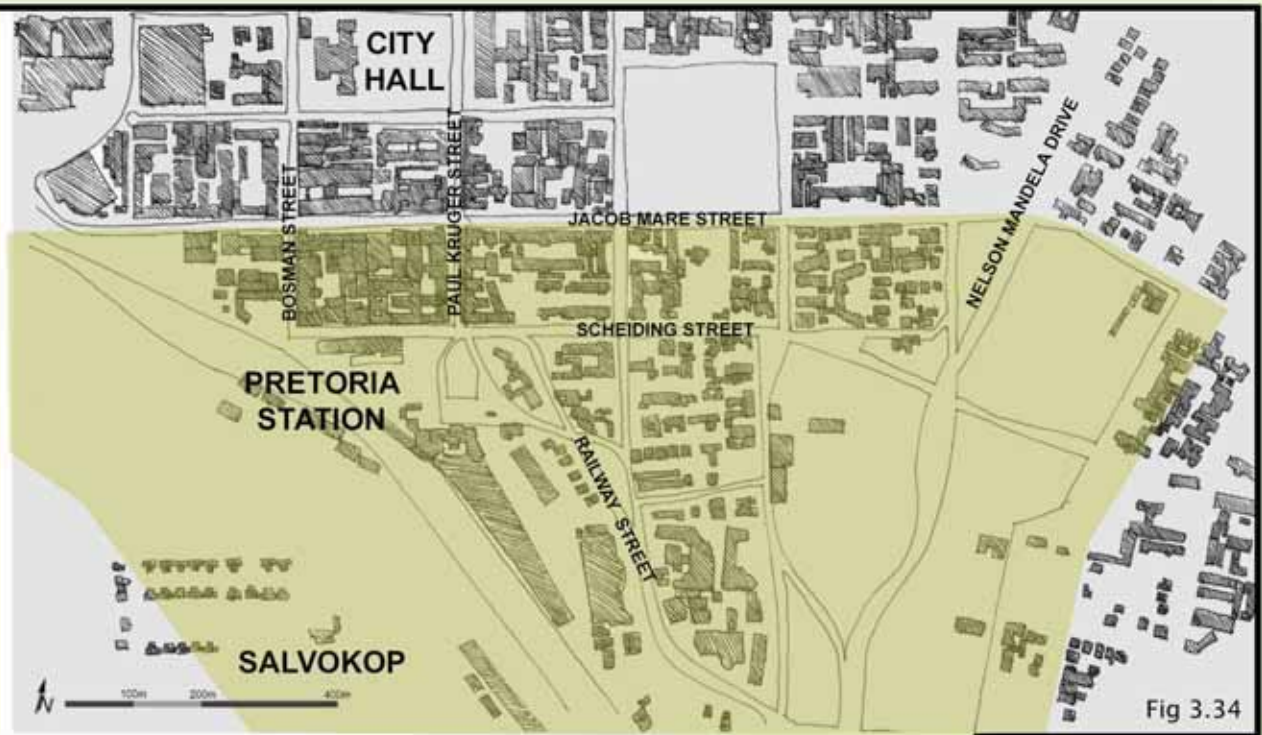 CITY
HALL
BOSMAN STREET
PAUL KRUGER STREET
JACOB MARE STREET
NELSON MANDELA DRIVE
SCHEIDING STREET
PRETORIA
STATION
RAILWAY STREET
SALVOKOP
N
100m 200m 400m
Fig 3.34